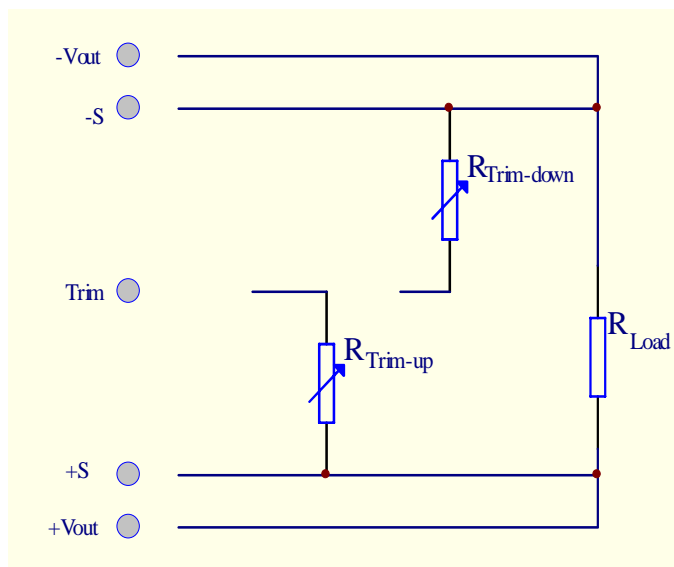 -Vout
-S
RTrim-down
Trim
RLoad
RTrim-up
+S
+Vout